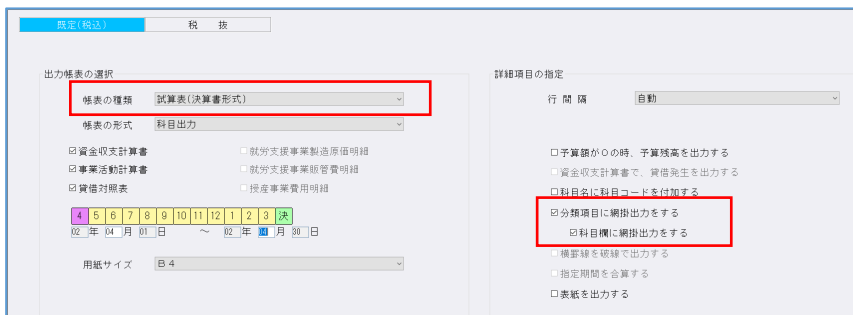 既定(税込) 税 抜
出力帳表の選択
帳表の種類 試算表(決算書形式)
帳表の形式 科目出力
☑資金収支計算書 □就労支援事業製造原価明細
☑事業活動計算書 □就労支援事業販管費明細
☑貸借対照表 □授産事業費用明細
4 5 6 7 8 9 10 11 12 1 2 3 決
02 年 04 月 01 日 ～ 02 年 04 月 30 日
用紙サイズ B4
詳細項目の指定
行間隔 自動
□予算額が0の時、予算残高を出力する
□資金収支計算書で、貸借発生を出力する
□科目名に科目コードを付加する
☑分類項目に網掛出力をする
☑科目欄に網掛出力をする
□横罫線を破線で出力する
□指定期間を合算する
□表紙を出力する